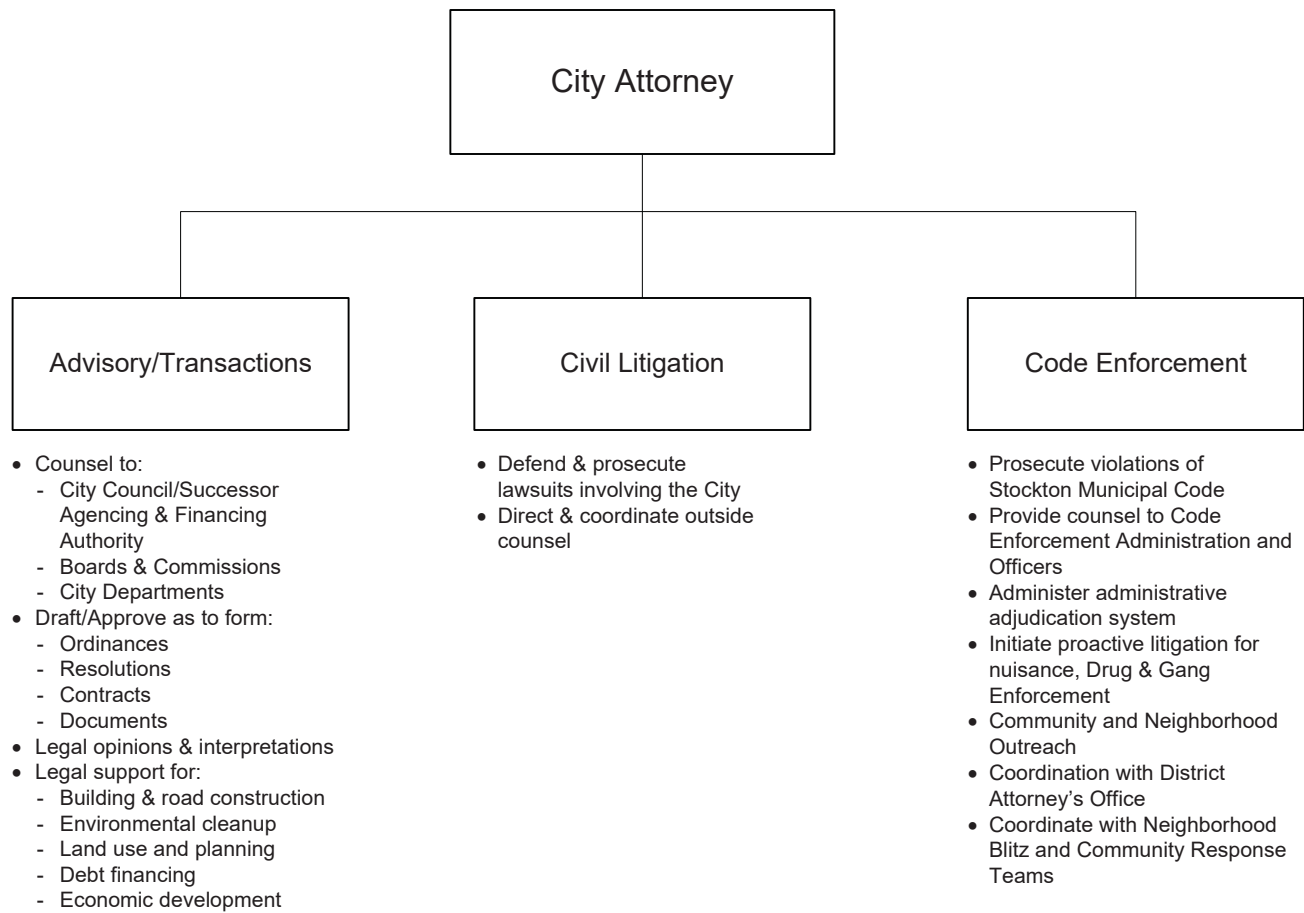 City Attorney
Advisory/Transactions
• Counsel to:
- City Council/Successor
Agencing & Financing
Authority
- Boards & Commissions
- City Departments
• Draft/Approve as to form:
- Ordinances
- Resolutions
- Contracts
- Documents
• Legal opinions & interpretations
• Legal support for:
- Building & road construction
- Environmental cleanup
- Land use and planning
- Debt financing
- Economic development
Civil Litigation
• Defend & prosecute
lawsuits involving the City
• Direct & coordinate outside
counsel
Code Enforcement
• Prosecute violations of
Stockton Municipal Code
• Provide counsel to Code
Enforcement Administration and
Officers
• Administer administrative
adjudication system
• Initiate proactive litigation for
nuisance, Drug & Gang
Enforcement
• Community and Neighborhood
Outreach
• Coordination with District
Attorney’s Office
• Coordinate with Neighborhood
Blitz and Community Response
Teams